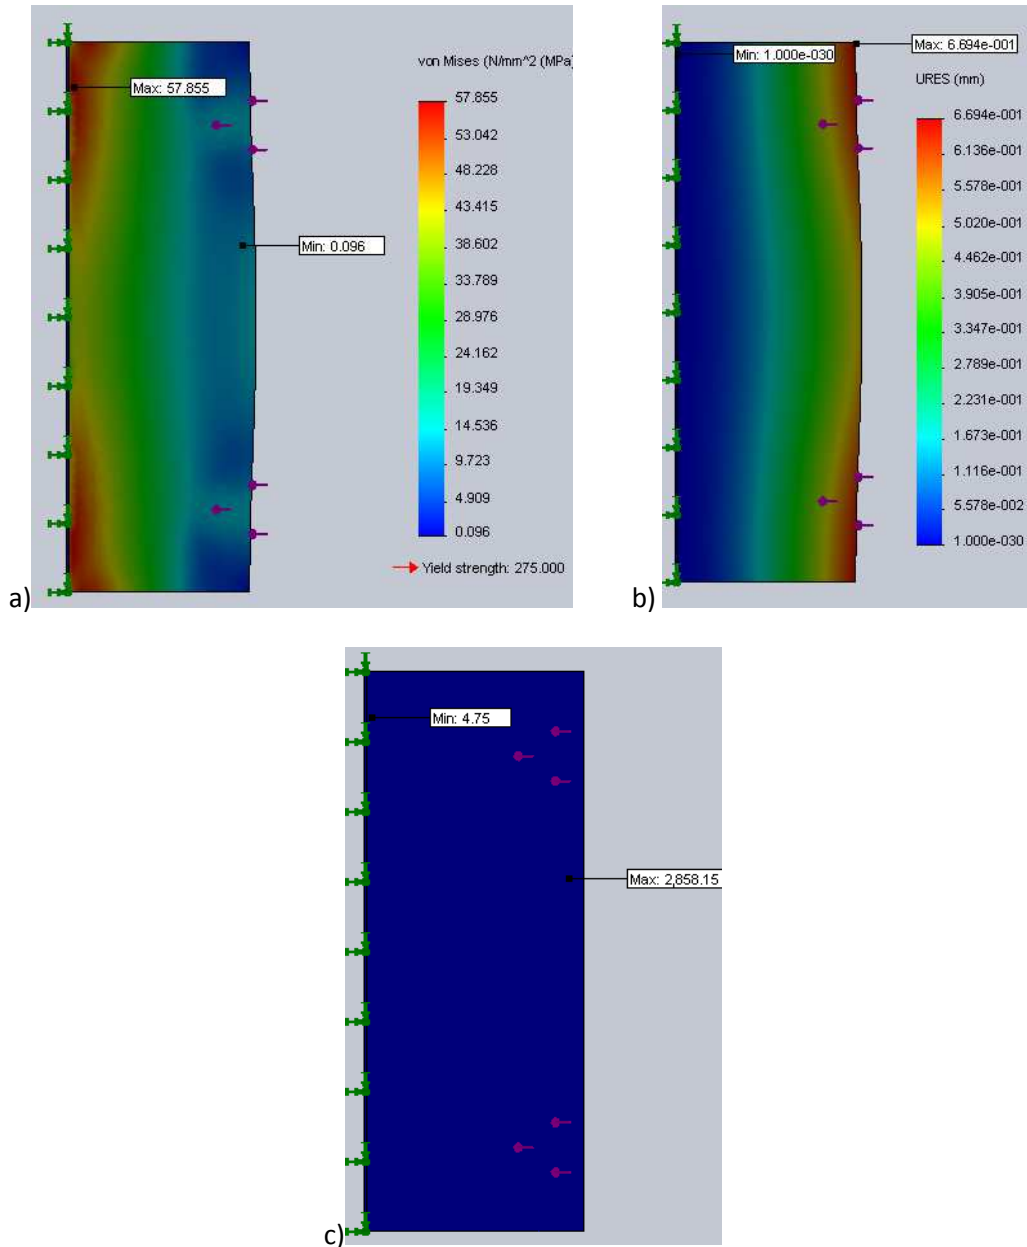 von Mises (N/mm^2 (MPa)
Max: 57.855
57.855
53.042
48.228
43.415
38.602
33.789
28.976
24.162
19.349
14.536
9.723
4.909
0.096
Min: 0.096
Yield strength: 275.000
a)
Max: 6.694e-001
Min: 1.000e-030
URES (mm)
6.694e-001
6.136e-001
5.578e-001
5.020e-001
4.462e-001
3.905e-001
3.347e-001
2.789e-001
2.231e-001
1.673e-001
1.116e-001
5.578e-002
1.000e-030
b)
Min: 4.75
Max: 2,858.15
c)